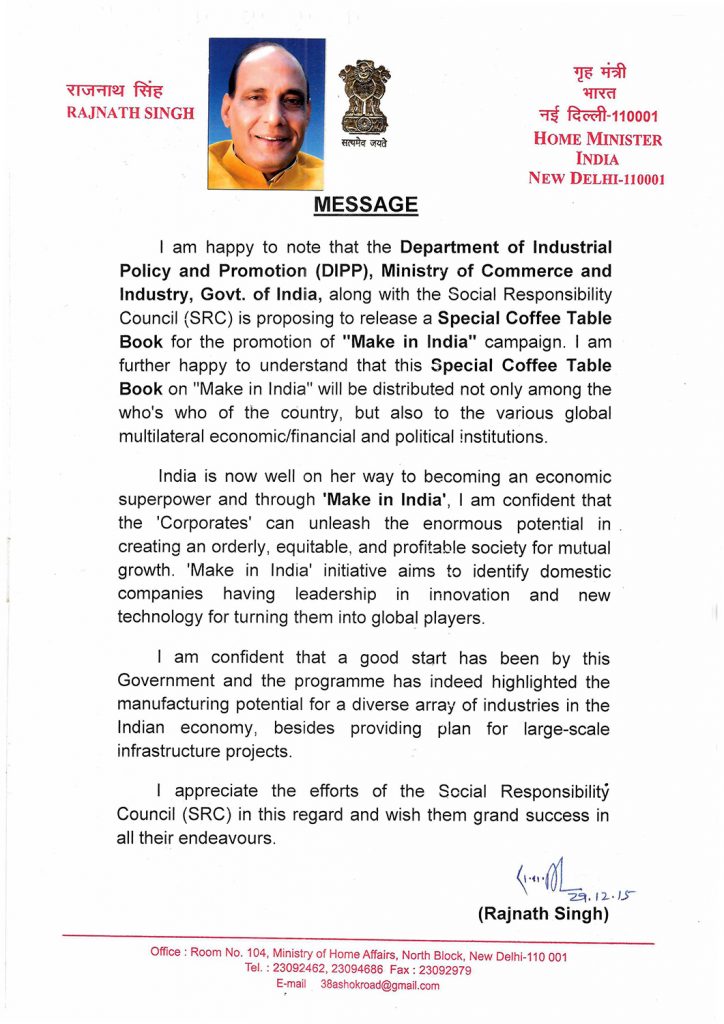 राजनाथ सिंह
RAJNATH SINGH
सत्यमेव जयते
गृह मंत्री
भारत
नई दिल्ली-110001
HOME MINISTER
INDIA
NEW DELHI-110001
MESSAGE
I am happy to note that the Department of Industrial
Policy and Promotion (DIPP), Ministry of Commerce and
Industry, Govt. of India, along with the Social Responsibility
Council (SRC) is proposing to release a Special Coffee Table
Book for the promotion of "Make in India" campaign. I am
further happy to understand that this Special Coffee Table
Book on "Make in India" will be distributed not only among the
who's who of the country, but also to the various global
multilateral economic/financial and political institutions.
India is now well on her way to becoming an economic
superpower and through 'Make in India', I am confident that
the 'Corporates' can unleash the enormous potential in
creating an orderly, equitable, and profitable society for mutual
growth. 'Make in India' initiative aims to identify domestic
companies having leadership in innovation and new
technology for turning them into global players.
I am confident that a good start has been by this
Government and the programme has indeed highlighted the
manufacturing potential for a diverse array of industries in the
Indian economy, besides providing plan for large-scale
infrastructure projects.
I appreciate the efforts of the Social Responsibility
Council (SRC) in this regard and wish them grand success in
all their endeavours.
29.12.15
(Rajnath Singh)
Office : Room No. 104, Ministry of Home Affairs, North Block, New Delhi-110 001
Tel. : 23092462, 23094686 Fax : 23092979
E-mail 38ashokroad@gmail.com